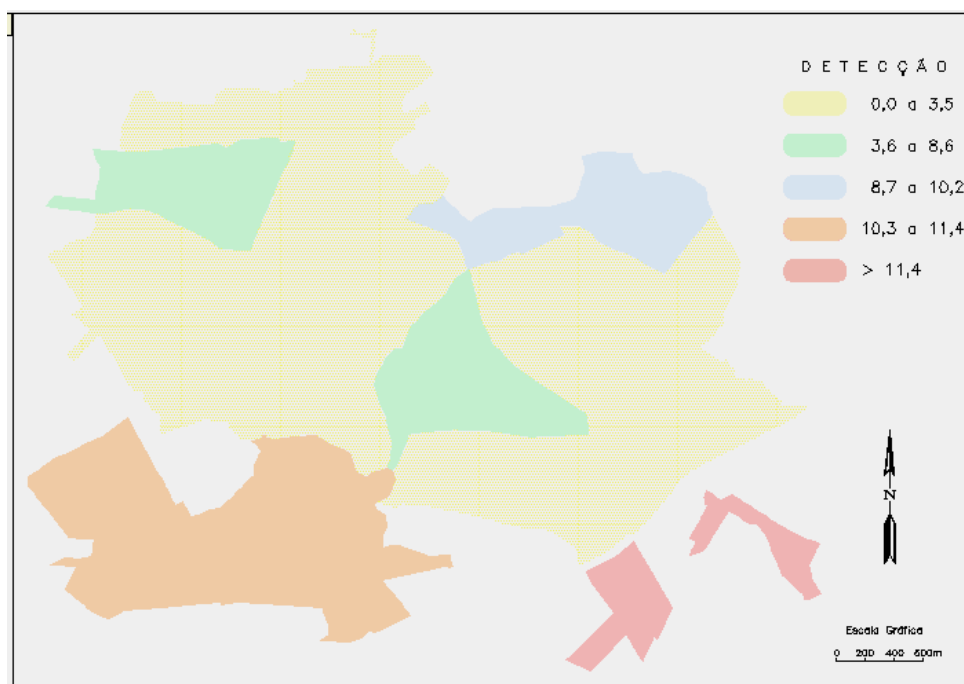 D E T E C Ç Ã O
0,0 a 3,5
3,6 a 8,6
8,7 a 10,2
10,3 a 11,4
> 11,4
N
Escala Gráfica
0 200 400 600m